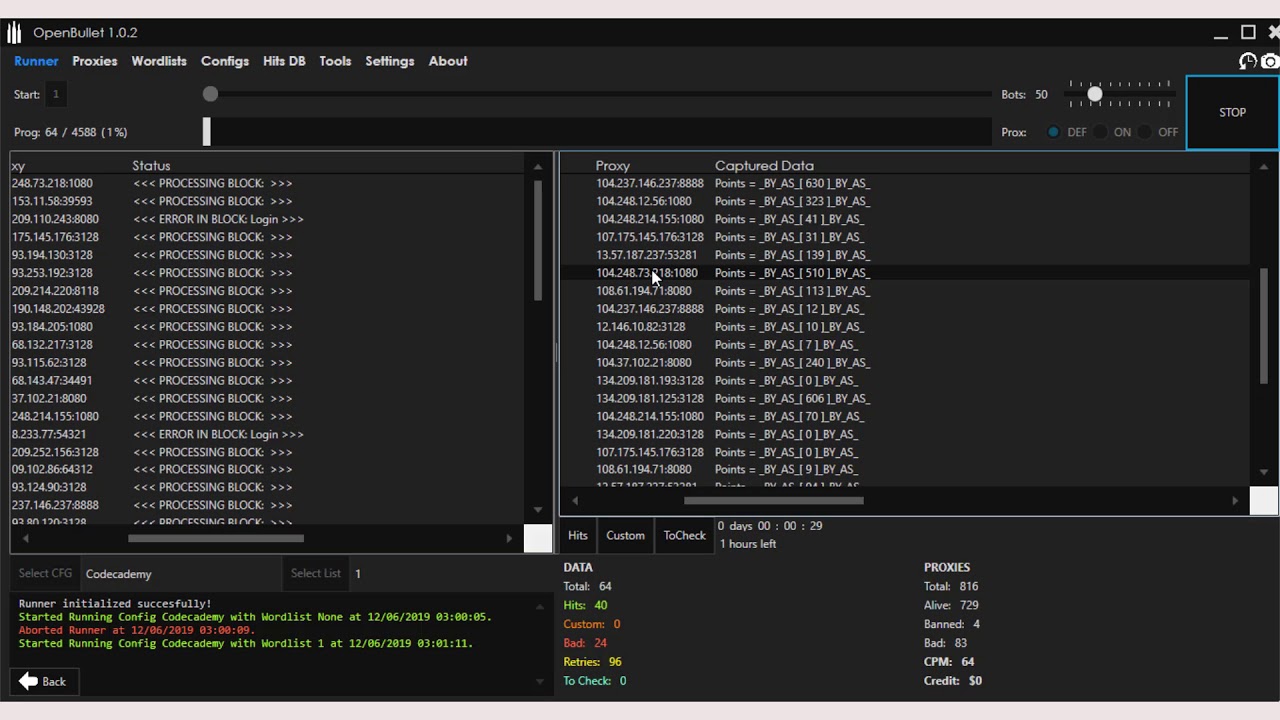 OpenBullet 1.0.2
Runner Proxies Wordlists Configs Hits DB Tools Settings About
Start: 1
Bots: 50
STOP
Prog: 64 / 4588 (1%)
Prox: DEF ON OFF
xy Status
248.73.218:1080 <<< PROCESSING BLOCK: >>>
153.11.58:39593 <<< PROCESSING BLOCK: >>>
209.110.243:8080 <<< ERROR IN BLOCK: Login >>>
175.145.176:3128 <<< PROCESSING BLOCK: >>>
93.194.130:3128 <<< PROCESSING BLOCK: >>>
93.253.192:3128 <<< PROCESSING BLOCK: >>>
209.214.220:8118 <<< PROCESSING BLOCK: >>>
190.148.202:43928 <<< PROCESSING BLOCK: >>>
93.184.205:1080 <<< PROCESSING BLOCK: >>>
68.132.217:3128 <<< PROCESSING BLOCK: >>>
93.115.62:3128 <<< PROCESSING BLOCK: >>>
68.143.47:34491 <<< PROCESSING BLOCK: >>>
37.102.21:8080 <<< PROCESSING BLOCK: >>>
248.214.155:1080 <<< PROCESSING BLOCK: >>>
8.233.77:54321 <<< ERROR IN BLOCK: Login >>>
209.252.156:3128 <<< PROCESSING BLOCK: >>>
09.102.86:64312 <<< PROCESSING BLOCK: >>>
93.124.90:3128 <<< PROCESSING BLOCK: >>>
237.146.237:8888 <<< PROCESSING BLOCK: >>>
93.80.120:3128 <<< PROCESSING BLOCK: >>>
Proxy Captured Data
104.237.146.237:8888 Points = _BY_AS_[ 630 ]_BY_AS_
104.248.12.56:1080 Points = _BY_AS_[ 323 ]_BY_AS_
104.248.214.155:1080 Points = _BY_AS_[ 41 ]_BY_AS_
107.175.145.176:3128 Points = _BY_AS_[ 31 ]_BY_AS_
13.57.187.237:53281 Points = _BY_AS_[ 139 ]_BY_AS_
104.248.73.218:1080 Points = _BY_AS_[ 510 ]_BY_AS_
108.61.194.71:8080 Points = _BY_AS_[ 113 ]_BY_AS_
104.237.146.237:8888 Points = _BY_AS_[ 12 ]_BY_AS_
12.146.10.82:3128 Points = _BY_AS_[ 10 ]_BY_AS_
104.248.12.56:1080 Points = _BY_AS_[ 7 ]_BY_AS_
104.37.102.21:8080 Points = _BY_AS_[ 240 ]_BY_AS_
134.209.181.193:3128 Points = _BY_AS_[ 0 ]_BY_AS_
134.209.181.125:3128 Points = _BY_AS_[ 606 ]_BY_AS_
104.248.214.155:1080 Points = _BY_AS_[ 70 ]_BY_AS_
134.209.181.220:3128 Points = _BY_AS_[ 0 ]_BY_AS_
107.175.145.176:3128 Points = _BY_AS_[ 0 ]_BY_AS_
108.61.194.71:8080 Points = _BY_AS_[ 9 ]_BY_AS_
13.57.187.237:53281 Points = _BY_AS_[ 94 ]_BY_AS_
Hits Custom ToCheck
0 days 00 : 00 : 29
1 hours left
Select CFG Codecademy Select List 1
Runner initialized succesfully!
Started Running Config Codecademy with Wordlist None at 12/06/2019 03:00:05.
Aborted Runner at 12/06/2019 03:00:09.
Started Running Config Codecademy with Wordlist 1 at 12/06/2019 03:01:11.
Back
DATA
Total: 64
Hits: 40
Custom: 0
Bad: 24
Retries: 96
To Check: 0
PROXIES
Total: 816
Alive: 729
Banned: 4
Bad: 83
CPM: 64
Credit: $0